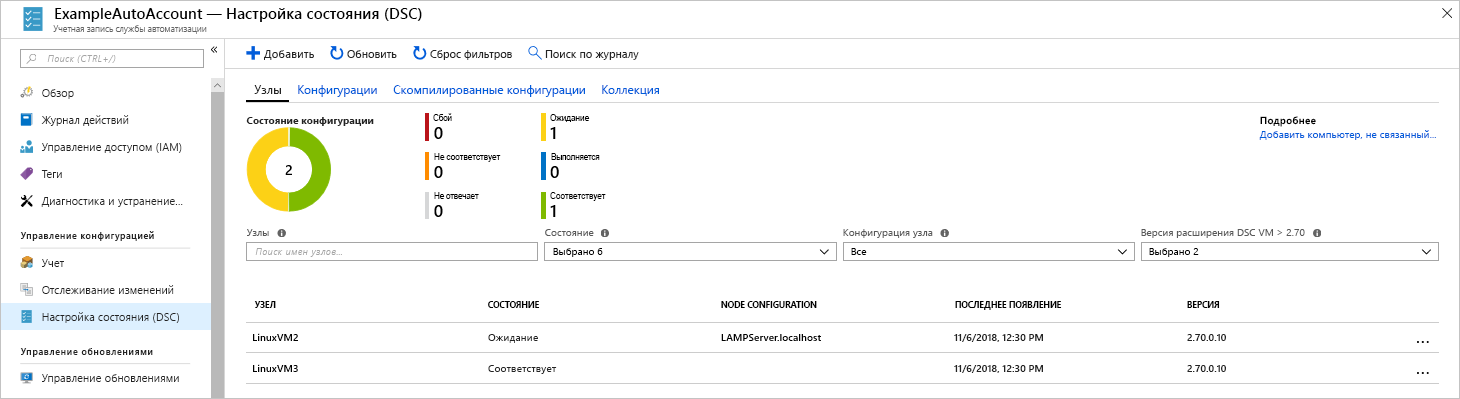 ExampleAutoAccount — Настройка состояния (DSC)
Учетная запись службы автоматизации
Поиск (CTRL+/)
Обзор
Журнал действий
Управление доступом (IAM)
Теги
Диагностика и устранение...
Управление конфигурацией
Учет
Отслеживание изменений
Настройка состояния (DSC)
Управление обновлениями
Управление обновлениями
Добавить Обновить Сброс фильтров Поиск по журналу
Узлы Конфигурации Скомпилированные конфигурации Коллекция
Состояние конфигурации
2
Сбой
0
Ожидание
1
Не соответствует
0
Выполняется
0
Не отвечает
0
Соответствует
1
Подробнее
Добавить компьютер, не связанный...
Узлы Состояние Конфигурация узла Версия расширения DSC VM > 2.70
Поиск имен узлов... Выбрано 6 Все Выбрано 2
УЗЕЛ СОСТОЯНИЕ NODE CONFIGURATION ПОСЛЕДНЕЕ ПОЯВЛЕНИЕ ВЕРСИЯ
LinuxVM2 Ожидание LAMPServer.localhost 11/6/2018, 12:30 PM 2.70.0.10 ...
LinuxVM3 Соответствует 11/6/2018, 12:30 PM 2.70.0.10 ...